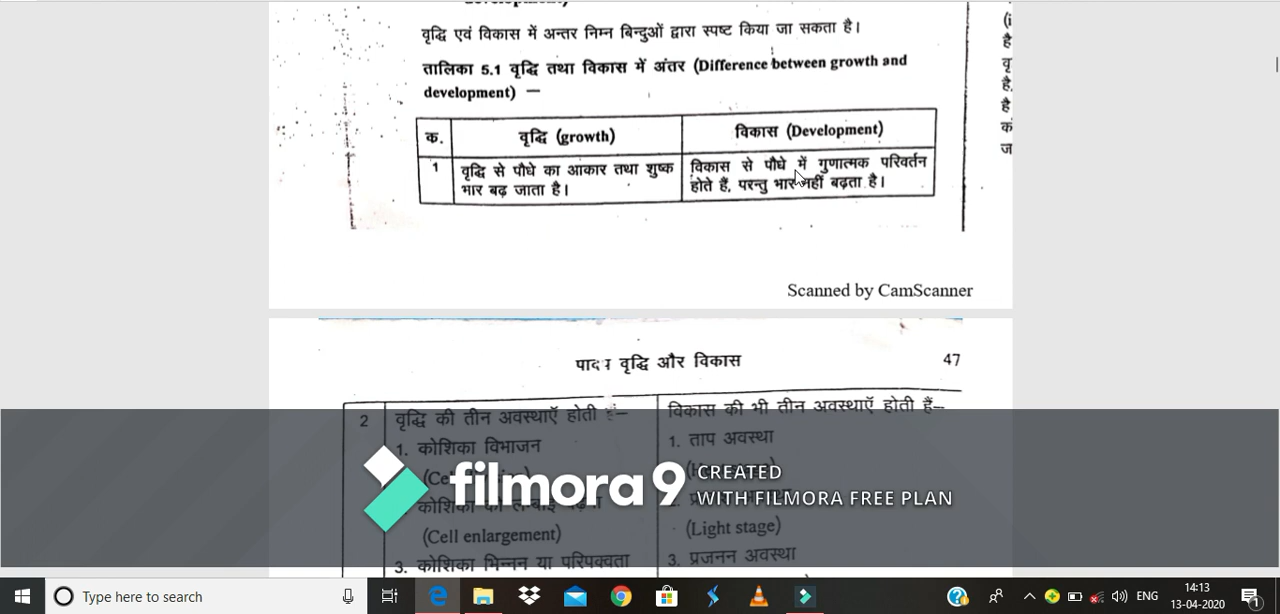 वृद्धि एवं विकास में अन्तर निम्न बिन्दुओं द्वारा स्पष्ट किया जा सकता है।
तालिका 5.1 वृद्धि तथा विकास में अंतर (Difference between growth and
development) —
क. वृद्धि (growth) विकास (Development)
1 वृद्धि से पौधे का आकार तथा शुष्क भार बढ़ जाता है।
विकास से पौधे में गुणात्मक परिवर्तन होते हैं, परन्तु भार नहीं बढ़ता है।
Scanned by CamScanner
पादप वृद्धि और विकास 47
2 वृद्धि की तीन अवस्थाएँ होती हैं—
1. कोशिका विभाजन
(Cell enlargement)
3. कोशिका भिन्नन या परिपक्वता
विकास की भी तीन अवस्थाएँ होती हैं—
1. ताप अवस्था
(Light stage)
3. प्रजनन अवस्था
filmora 9 CREATED
WITH FILMORA FREE PLAN
Type here to search
ENG
14:13
13-04-2020